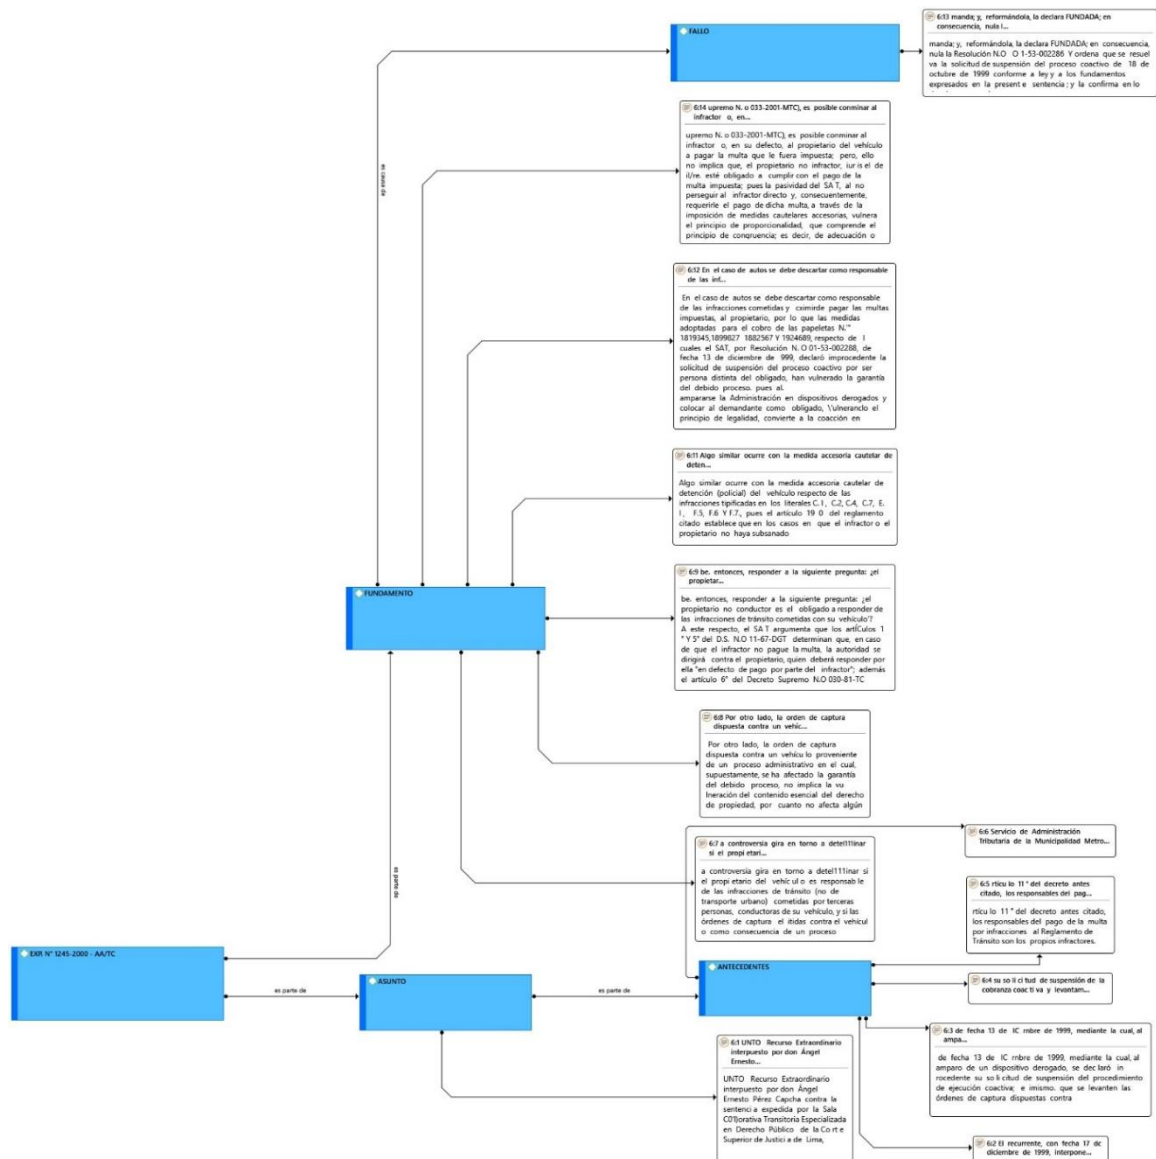 FALLO
6:13 manda; y, reformándola, la declara FUNDADA; en
consecuencia, nula l...
manda; y, reformándola, la declara FUNDADA; en consecuencia,
nula la Resolución N.O O 1-53-002286 Y ordena que se resuel
va la solicitud de suspensión del proceso coactivo de 18 de
octubre de 1999 conforme a ley y a los fundamentos
expresados en la present e sentencia ; y la confirma en lo
es causa de
6:14 upremo N. o 033-2001-MTC), es posible conminar al
infractor o, en...
upremo N. o 033-2001-MTC), es posible conminar al
infractor o, en su defecto, al propietario del vehículo
a pagar la multa que le fuera impuesta; pero, ello
no implica que, el propietario no infractor, iur is el de
il/re. esté obligado a cumplir con el pago de la
multa impuesta; pues la pasividad del SA T, al no
perseguir al infractor directo y, consecuentemente,
requerirle el pago de dicha multa, a través de la
imposición de medidas cautelares accesorias, vulnera
el principio de proporcionalidad, que comprende el
principio de congruencia; es decir, de adecuación o
6:12 En el caso de autos se debe descartar como responsable
de las inf...
En el caso de autos se debe descartar como responsable
de las infracciones cometidas y cximirde pagar las multas
impuestas, al propietario, por lo que las medidas
adoptadas para el cobro de las papeletas N.'"
1819345,1899827 1882567 Y 1924689, respecto de l
cuales el SAT, por Resolución N. O 01-53-002288, de
fecha 13 de diciembre de 999, declaró improcedente la
solicitud de suspensión del proceso coactivo por ser
persona distinta del obligado, han vulnerado la garantía
del debido proceso. pues al.
ampararse la Administración en dispositivos derogados y
colocar al demandante como obligado, \'ulneranclo el
principio de legalidad, convierte a la coacción en
6:11 Algo similar ocurre con la medida accesoria cautelar de
deten...
Algo similar ocurre con la medida accesoria cautelar de
detención (policial) del vehículo respecto de las
infracciones tipificadas en los literales C. I , C.2, C.4, C.7, E.
I , F.5, F.6 Y F.7., pues el artículo 19 0 del reglamento
citado establece que en los casos en que el infractor o el
propietario no haya subsanado
FUNDAMENTO
6:9 be. entonces, responder a la siguiente pregunta: ¿el
propietar...
be. entonces, responder a la siguiente pregunta: ¿el
propietario no conductor es el obligado a responder de
las infracciones de tránsito cometidas con su vehículo'?
A este respecto, el SA T argumenta que los artíCulos 1
° Y 5° del D.S. N.O 11-67-DGT determinan que, en caso
de que el infractor no pague la multa, la autoridad se
dirigirá contra el propietario, quien deberá responder por
ella "en defecto de pago por parte del infractor"; además
el artículo 6° del Decreto Supremo N.O 030-81-TC
6:8 Por otro lado, la orden de captura
dispuesta contra un vehíc...
Por otro lado, la orden de captura
dispuesta contra un vehícu lo proveniente
de un proceso administrativo en el cual,
supuestamente, se ha afectado la garantía
del debido proceso, no implica la vu
lneración del contenido esencial del derecho
de propiedad, por cuanto no afecta algún
6:6 Servicio de Administración
Tributaria de la Municipalidad Metro...
6:7 a controversia gira en torno a detel111inar
si el propi etari...
a controversia gira en torno a detel111inar si
el propi etario del vehíc ul o es responsab le
de las infracciones de tránsito (no de
transporte urbano) cometidas por terceras
personas, conductoras de su vehículo, y si las
órdenes de captura el itidas contra el vehícul
o como consecuencia de un proceso
es parte de
6:5 rtícu lo 11 ° del decreto antes
citado, los responsables del pag...
rtícu lo 11 ° del decreto antes citado,
los responsables del pago de la multa
por infracciones al Reglamento de
Tránsito son los propios infractores.
EXP. N° 1245-2000 - AA/TC
es parte de
ASUNTO
es parte de
ANTECEDENTES
6:4 su so li ci tud de suspensión de la
cobranza coac ti va y levantam...
6:3 de fecha 13 de IC rnbre de 1999, mediante la cual, al
ampa...
de fecha 13 de IC rnbre de 1999, mediante la cual, al
amparo de un dispositivo derogado, se dec laró in
rocedente su so li citud de suspensión del procedimiento
de ejecución coactiva; e imismo. que se levanten las
órdenes de captura dispuestas contra
6:1 UNTO Recurso Extraordinario
interpuesto por don Ángel
Ernesto...
UNTO Recurso Extraordinario
interpuesto por don Ángel
Ernesto Pérez Capcha contra la
sentenci a expedida por la Sala
C01)orativa Transitoria Especializada
en Derecho Público de la Co rt e
Superior de Justici a de Lima,
6:2 El recurrente, con fecha 17 dc
diciembre de 1999, interpone...